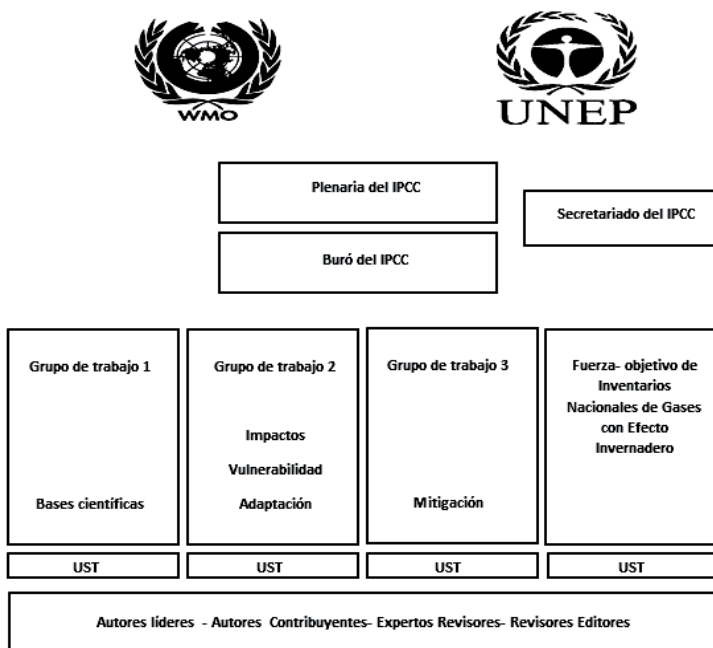 WMO
UNEP
Plenaria del IPCC
Secretariado del IPCC
Buró del IPCC
Grupo de trabajo 1
Bases científicas
Grupo de trabajo 2
Impactos
Vulnerabilidad
Adaptación
Grupo de trabajo 3
Mitigación
Fuerza- objetivo de
Inventarios
Nacionales de Gases
con Efecto
Invernadero
UST
UST
UST
UST
Autores líderes - Autores Contribuyentes- Expertos Revisores- Revisores Editores